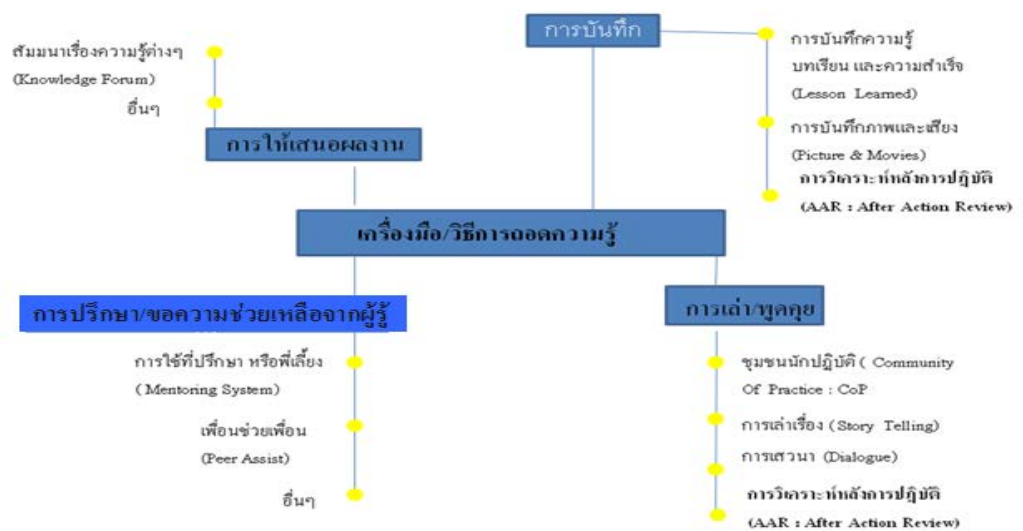 การบันทึก
สัมมนาเรื่องความรู้ต่างๆ
(Knowledge Forum)
อื่นๆ
การให้เสนอผลงาน
การบันทึกความรู้
บทเรียน และความสำเร็จ
(Lesson Learned)
การบันทึกภาพและเสียง
(Picture & Movies)
การวิเคราะห์หลังการปฏิบัติ
(AAR : After Action Review)
เครื่องมือ/วิธีการถอดความรู้
การปรึกษา/ขอความช่วยเหลือจากผู้รู้
การใช้ที่ปรึกษา หรือพี่เลี้ยง
( Mentoring System)
เพื่อนช่วยเพื่อน
(Peer Assist)
อื่นๆ
การเล่า/พูดคุย
ชุมชนนักปฏิบัติ ( Community
Of Practice : CoP
การเล่าเรื่อง (Story Telling)
การเสวนา (Dialogue)
การวิเคราะห์หลังการปฏิบัติ
(AAR : After Action Review)